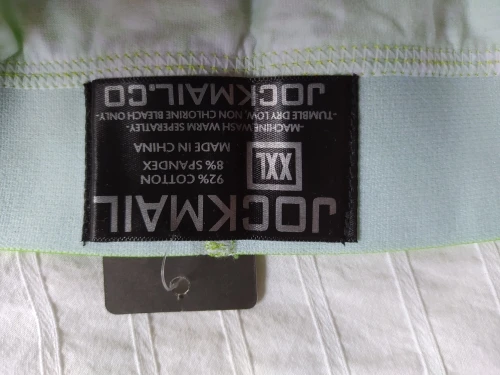 JOCKMAIL
XXL
92% COTTON
8% SPANDEX
MADE IN CHINA
-MACHINE WASH WARM SEPERATLEY-
-TUMBLE DRY LOW, NON CHLORINE BLEACH ONLY-
JOCKMAIL.CO